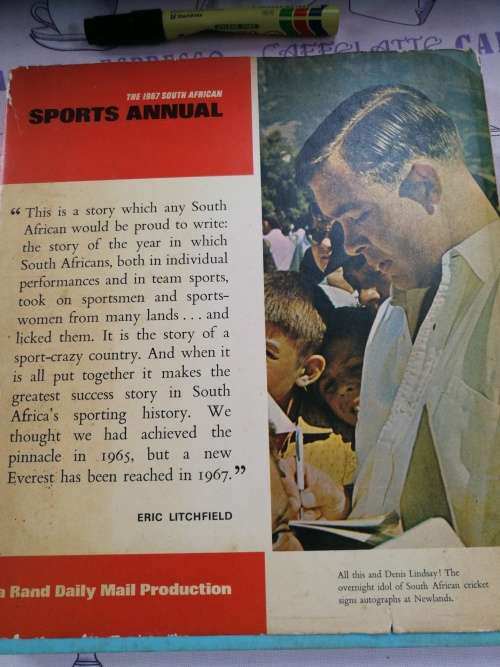 THE 1967 SOUTH AFRICAN
SPORTS ANNUAL
“ This is a story which any South
African would be proud to write:
the story of the year in which
South Africans, both in individual
performances and in team sports,
took on sportsmen and sports-
women from many lands . . . and
licked them. It is the story of a
sport-crazy country. And when it
is all put together it makes the
greatest success story in South
Africa's sporting history. We
thought we had achieved the
pinnacle in 1965, but a new
Everest has been reached in 1967.”
ERIC LITCHFIELD
a Rand Daily Mail Production
All this and Denis Lindsay! The
overnight idol of South African cricket
signs autographs at Newlands.
ESPRESSO
CAFFELATTE CA